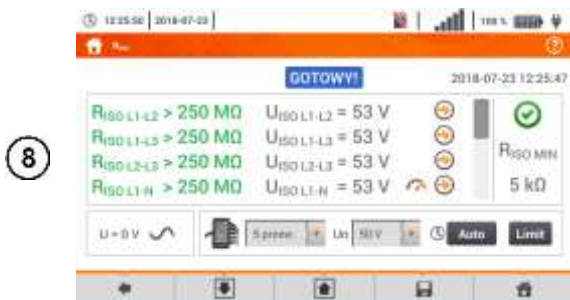 12:25:50 2018-07-23 100 %
RISO
GOTOWY! 2018-07-23 12:25:47
RISO L1-L2 > 250 MΩ UISO L1-L2 = 53 V
RISO L1-L3 > 250 MΩ UISO L1-L3 = 53 V
RISO L2-L3 > 250 MΩ UISO L2-L3 = 53 V
RISO L1-N > 250 MΩ UISO L1-N = 53 V
RISO MIN
5 kΩ
8
U = 0 V Un 50 V Auto Limit